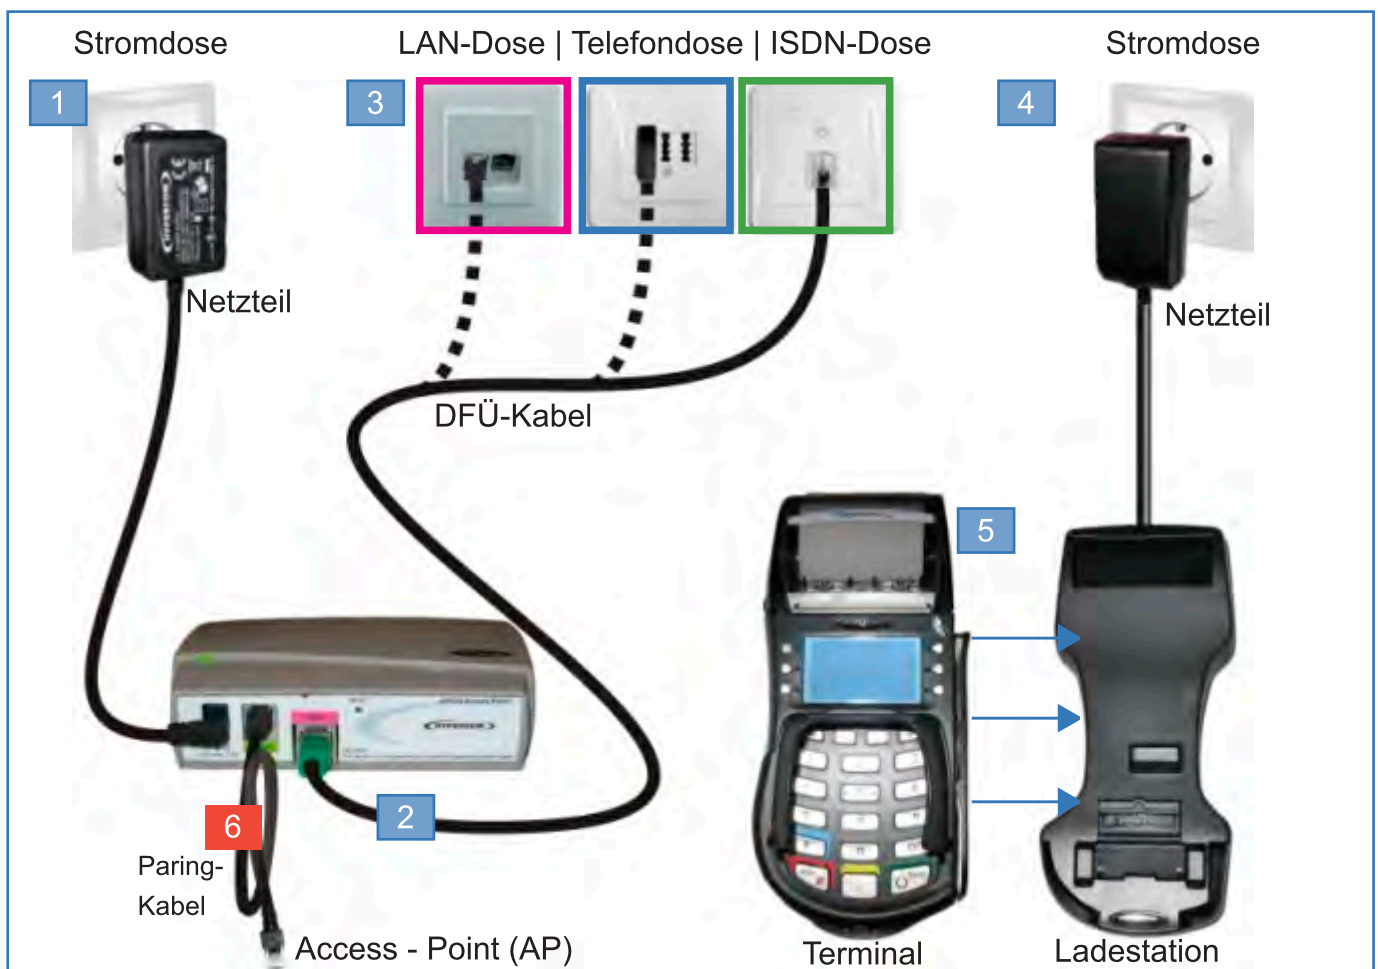 Stromdose
LAN-Dose | Telefondose | ISDN-Dose
Stromdose
1
3
4
Netzteil
Netzteil
DFÜ-Kabel
5
HYPERCOM
2
6
Paring-
Kabel
Access - Point (AP)
Terminal
Ladestation